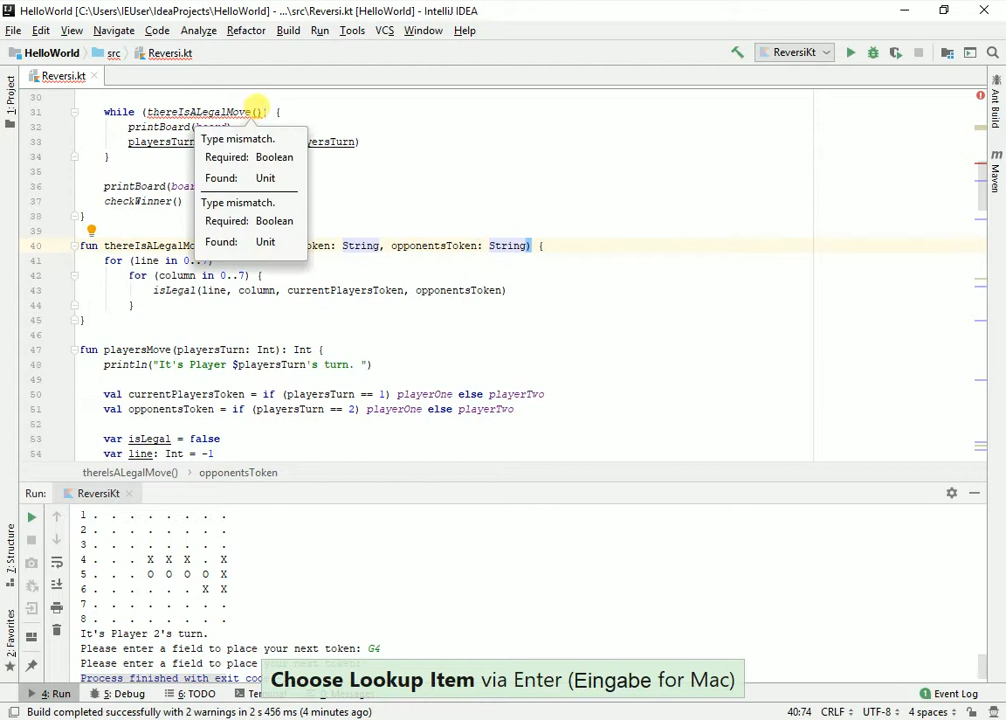 HelloWorld [C:\Users\IEUser\IdeaProjects\HelloWorld] - ...\src\Reversi.kt [HelloWorld] - IntelliJ IDEA
File Edit View Navigate Code Analyze Refactor Build Run Tools VCS Window Help
HelloWorld src Reversi.kt ReversiKt
Reversi.kt
1: Project
Ant Build
Maven
30
31 while (thereIsALegalMove()) {
32 printBoard(
33 playersTurn yersTurn)
34 }
35
36 printBoard(boa
37 checkWinner()
38 }
39
Type mismatch.
Required: Boolean
Found: Unit
Type mismatch.
Required: Boolean
Found: Unit
40 fun thereIsALegalMo oken: String, opponentsToken: String) {
41 for (line in 0..7)
42 for (column in 0..7) {
43 isLegal(line, column, currentPlayersToken, opponentsToken)
44 }
45 }
46
47 fun playersMove(playersTurn: Int): Int {
48 println("It's Player $playersTurn's turn. ")
49
50 val currentPlayersToken = if (playersTurn == 1) playerOne else playerTwo
51 val opponentsToken = if (playersTurn == 2) playerOne else playerTwo
52
53 var isLegal = false
54 var line: Int = -1
thereIsALegalMove() › opponentsToken
Run: ReversiKt
1 . . . . . . . .
2 . . . . . . . .
3 . . . . . . . .
4 . . . X X X . X
5 . . . O O O O X
6 . . . . . . X X
7 . . . . . . . .
8 . . . . . . . .
It's Player 2's turn.
Please enter a field to place your next token: G4
Please enter a field to place your next token:
Process finished with exit cod
7: Structure
2: Favorites
Choose Lookup Item via Enter (Eingabe for Mac)
4: Run 5: Debug 6: TODO Termi Event Log
Build completed successfully with 2 warnings in 2 s 456 ms (4 minutes ago) 40:74 CRLF UTF-8 4 spaces